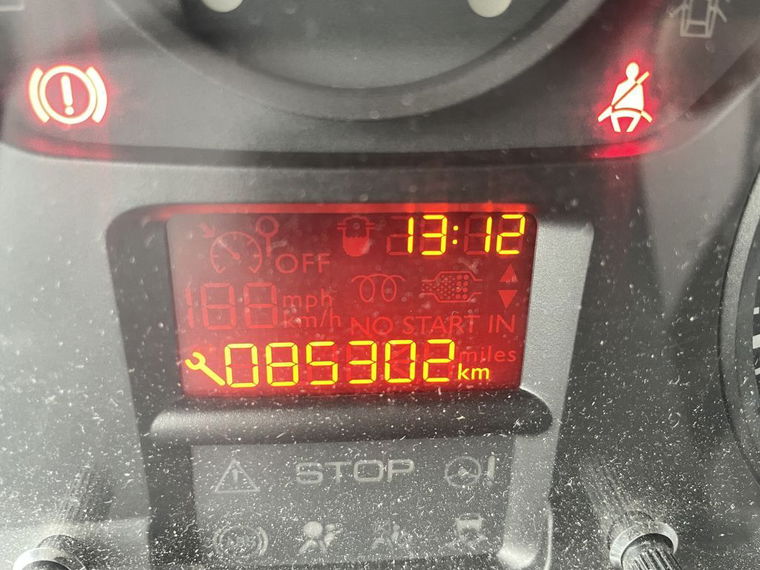 13:12
OFF
188 mph
km/h
NO START IN
085302 km
miles
STOP